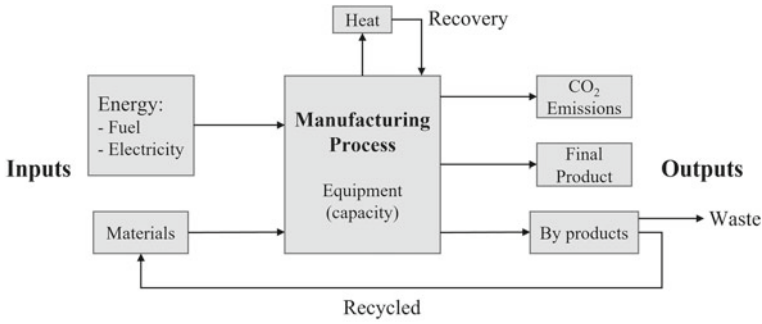 Heat
Recovery
Energy:
- Fuel
- Electricity
Inputs
Materials
Manufacturing
Process
Equipment
(capacity)
CO₂
Emissions
Final
Product
Outputs
By products
Waste
Recycled